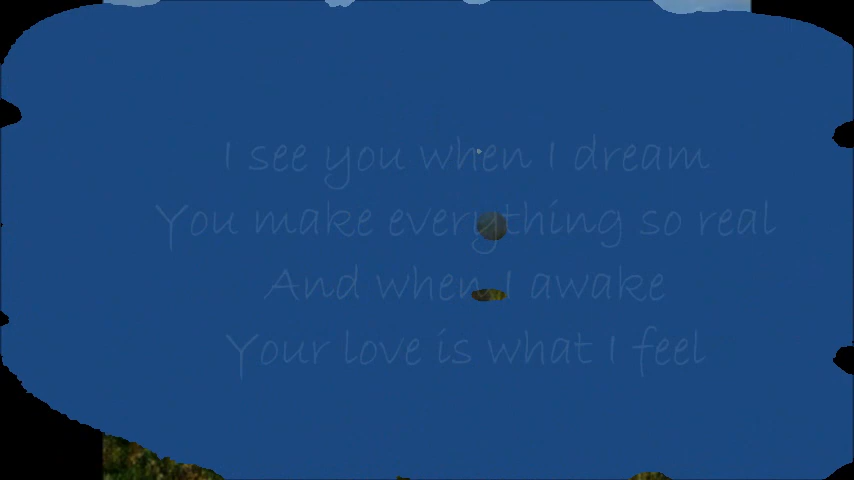 I see you when I dream
You make everything so real
And when I awake
Your love is what I feel